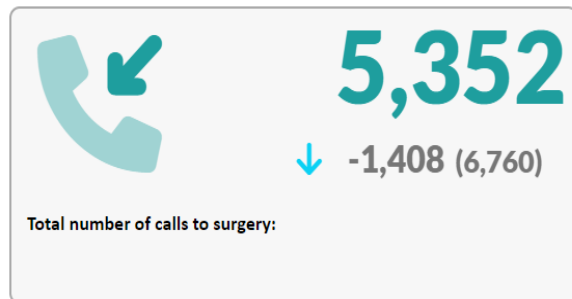 5,352
-1,408 (6,760)
Total number of calls to surgery: